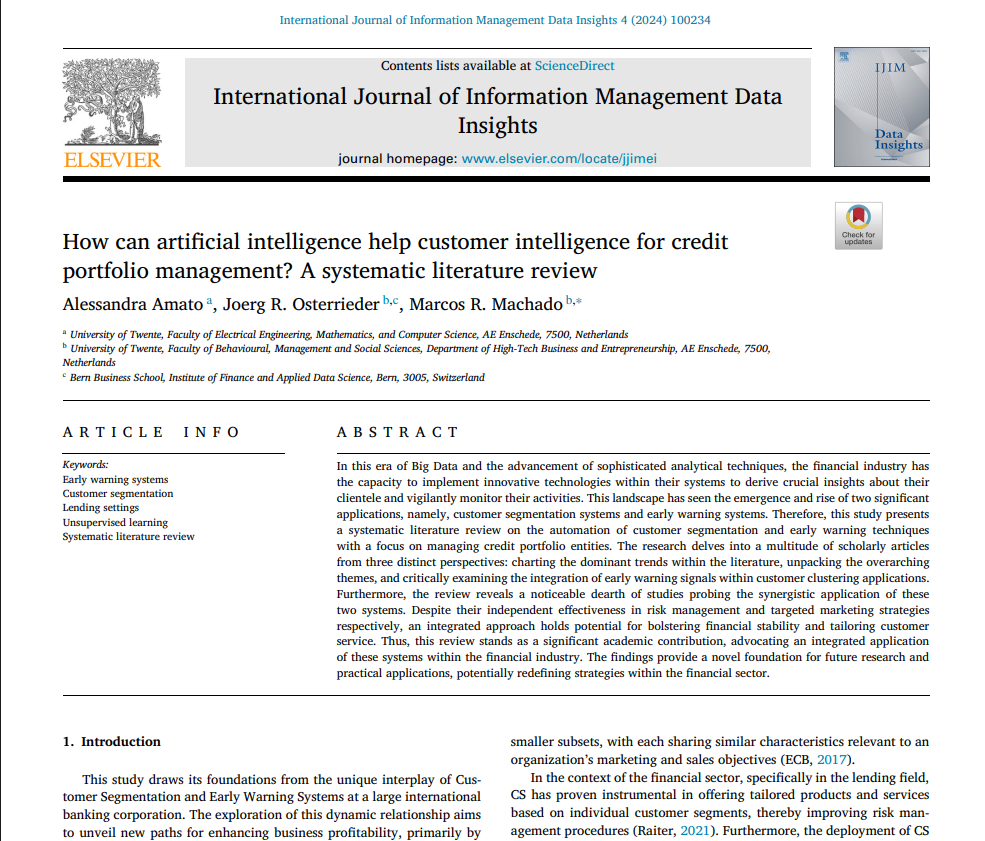 International Journal of Information Management Data Insights 4 (2024) 100234
ELSEVIER
Contents lists available at ScienceDirect
International Journal of Information Management Data
Insights
journal homepage: www.elsevier.com/locate/jjimei
IJIM
Data
Insights
Check for
updates
How can artificial intelligence help customer intelligence for credit
portfolio management? A systematic literature review
Alessandra Amato a, Joerg R. Osterrieder b,c, Marcos R. Machado b,*
a University of Twente, Faculty of Electrical Engineering, Mathematics, and Computer Science, AE Enschede, 7500, Netherlands
b University of Twente, Faculty of Behavioural, Management and Social Sciences, Department of High-Tech Business and Entrepreneurship, AE Enschede, 7500,
Netherlands
c Bern Business School, Institute of Finance and Applied Data Science, Bern, 3005, Switzerland
ARTICLE INFO
Keywords:
Early warning systems
Customer segmentation
Lending settings
Unsupervised learning
Systematic literature review
ABSTRACT
In this era of Big Data and the advancement of sophisticated analytical techniques, the financial industry has
the capacity to implement innovative technologies within their systems to derive crucial insights about their
clientele and vigilantly monitor their activities. This landscape has seen the emergence and rise of two significant
applications, namely, customer segmentation systems and early warning systems. Therefore, this study presents
a systematic literature review on the automation of customer segmentation and early warning techniques
with a focus on managing credit portfolio entities. The research delves into a multitude of scholarly articles
from three distinct perspectives: charting the dominant trends within the literature, unpacking the overarching
themes, and critically examining the integration of early warning signals within customer clustering applications.
Furthermore, the review reveals a noticeable dearth of studies probing the synergistic application of these
two systems. Despite their independent effectiveness in risk management and targeted marketing strategies
respectively, an integrated approach holds potential for bolstering financial stability and tailoring customer
service. Thus, this review stands as a significant academic contribution, advocating an integrated application
of these systems within the financial industry. The findings provide a novel foundation for future research and
practical applications, potentially redefining strategies within the financial sector.
1. Introduction
This study draws its foundations from the unique interplay of Cus-
tomer Segmentation and Early Warning Systems at a large international
banking corporation. The exploration of this dynamic relationship aims
to unveil new paths for enhancing business profitability, primarily by
smaller subsets, with each sharing similar characteristics relevant to an
organization's marketing and sales objectives (ECB, 2017).
In the context of the financial sector, specifically in the lending field,
CS has proven instrumental in offering tailored products and services
based on individual customer segments, thereby improving risk man-
agement procedures (Raiter, 2021). Furthermore, the deployment of CS